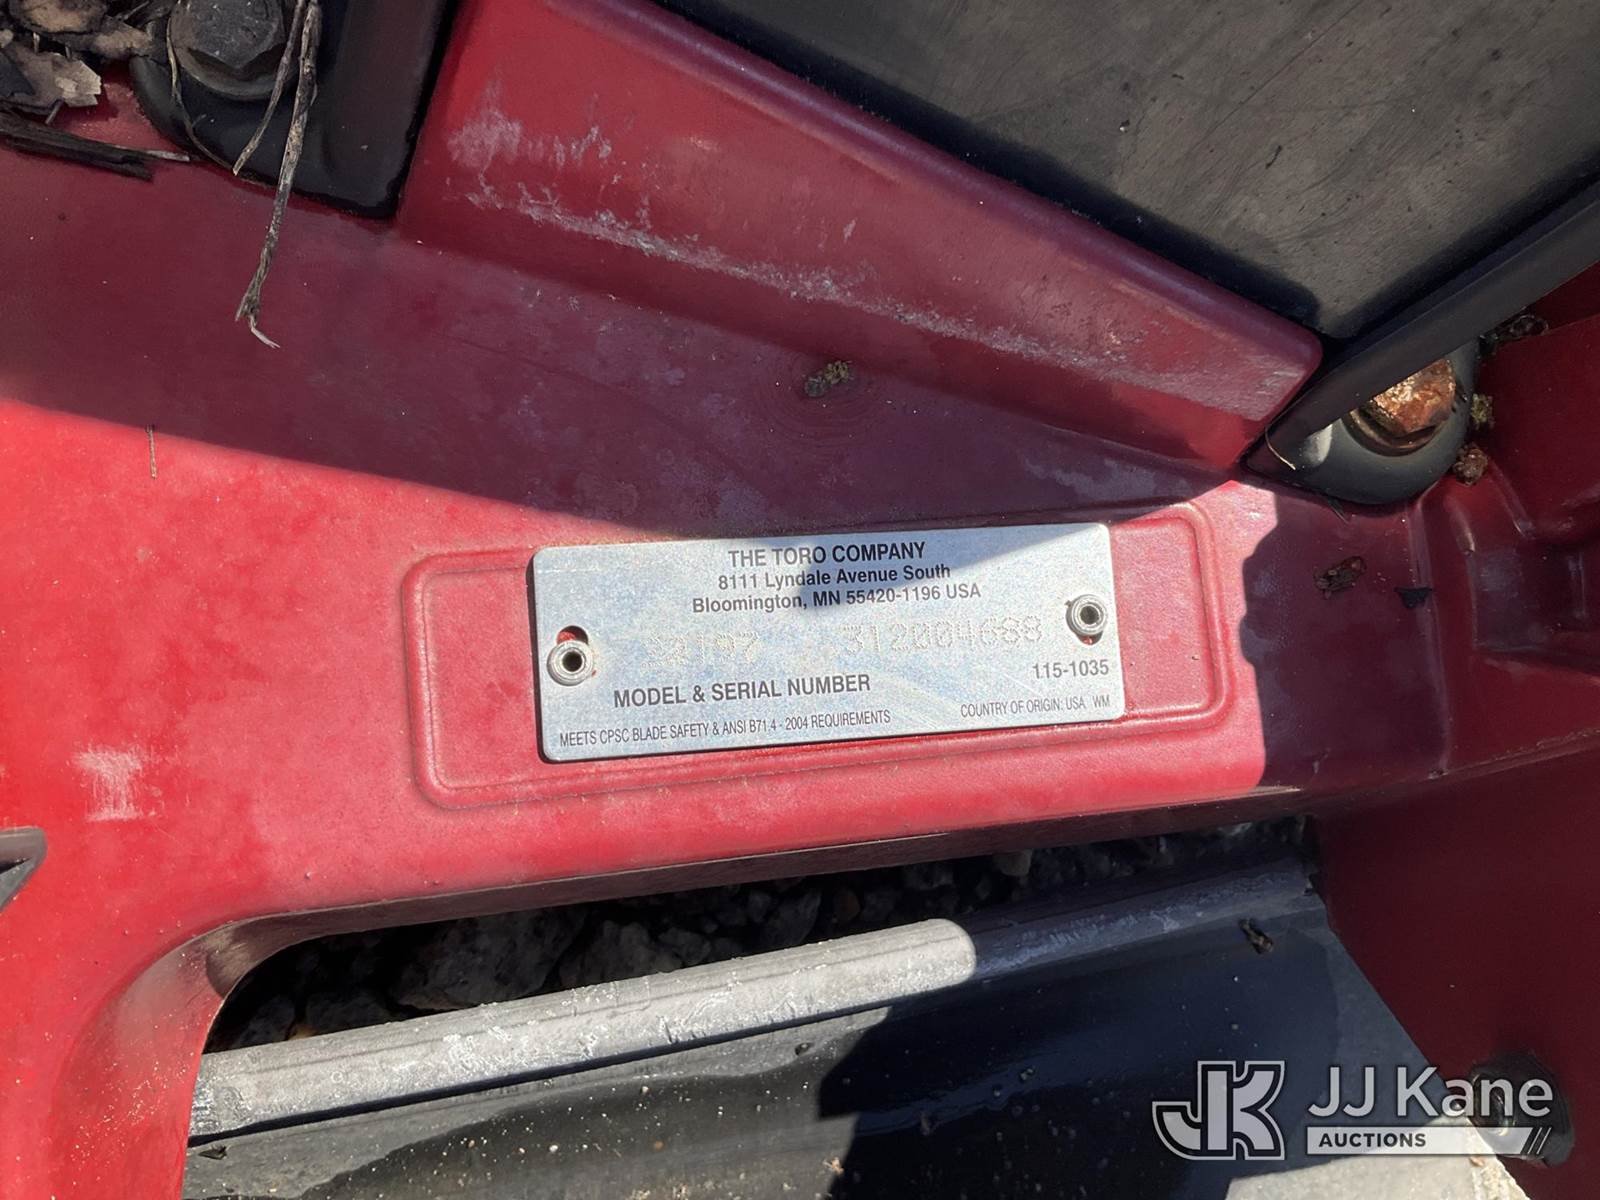 THE TORO COMPANY
8111 Lyndale Avenue South
Bloomington, MN 55420-1196 USA
312004688
115-1035
MODEL & SERIAL NUMBER
MEETS CPSC BLADE SAFETY & ANSI B71.4 - 2004 REQUIREMENTS
COUNTRY OF ORIGIN: USA WM
JK
JJ Kane
AUCTIONS